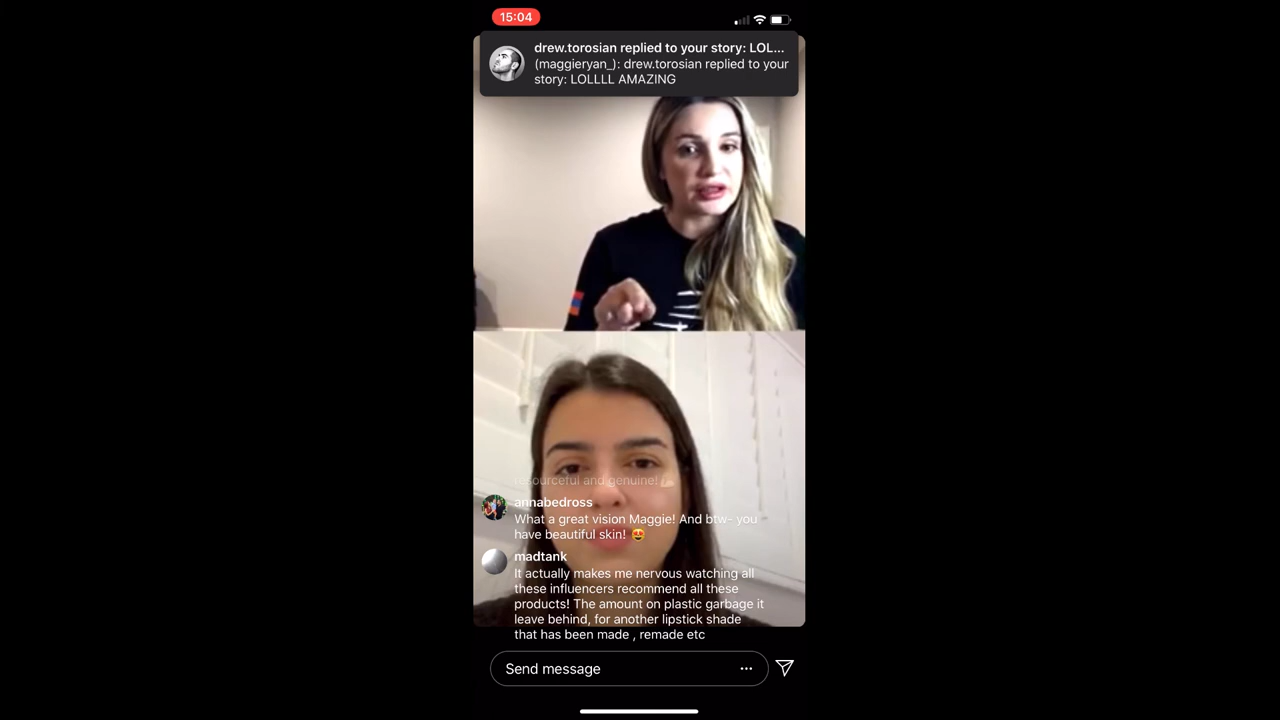 15:04
drew.torosian replied to your story: LOL...
(maggieryan_): drew.torosian replied to your
story: LOLLLL AMAZING
resourceful and genuine!
annabedross
What a great vision Maggie! And btw- you
have beautiful skin! 😍
madtank
It actually makes me nervous watching all
these influencers recommend all these
products! The amount on plastic garbage it
leave behind, for another lipstick shade
that has been made , remade etc
Send message